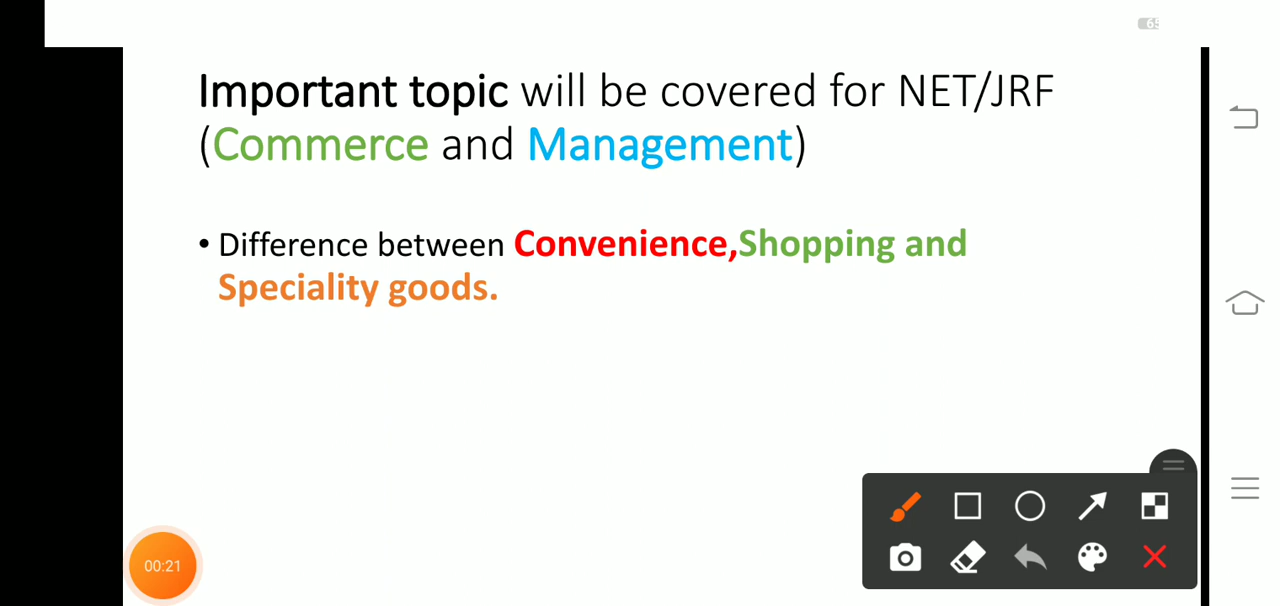 65
Important topic will be covered for NET/JRF
(Commerce and Management)
• Difference between Convenience,Shopping and
Speciality goods.
00:21